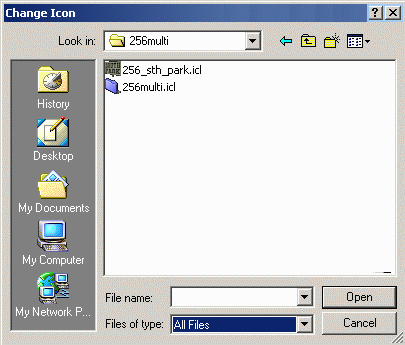 Change Icon
Look in: 256multi
256_sth_park.icl
256multi.icl
History
Desktop
My Documents
My Computer
My Network P...
File name:
Open
Files of type: All Files
Cancel